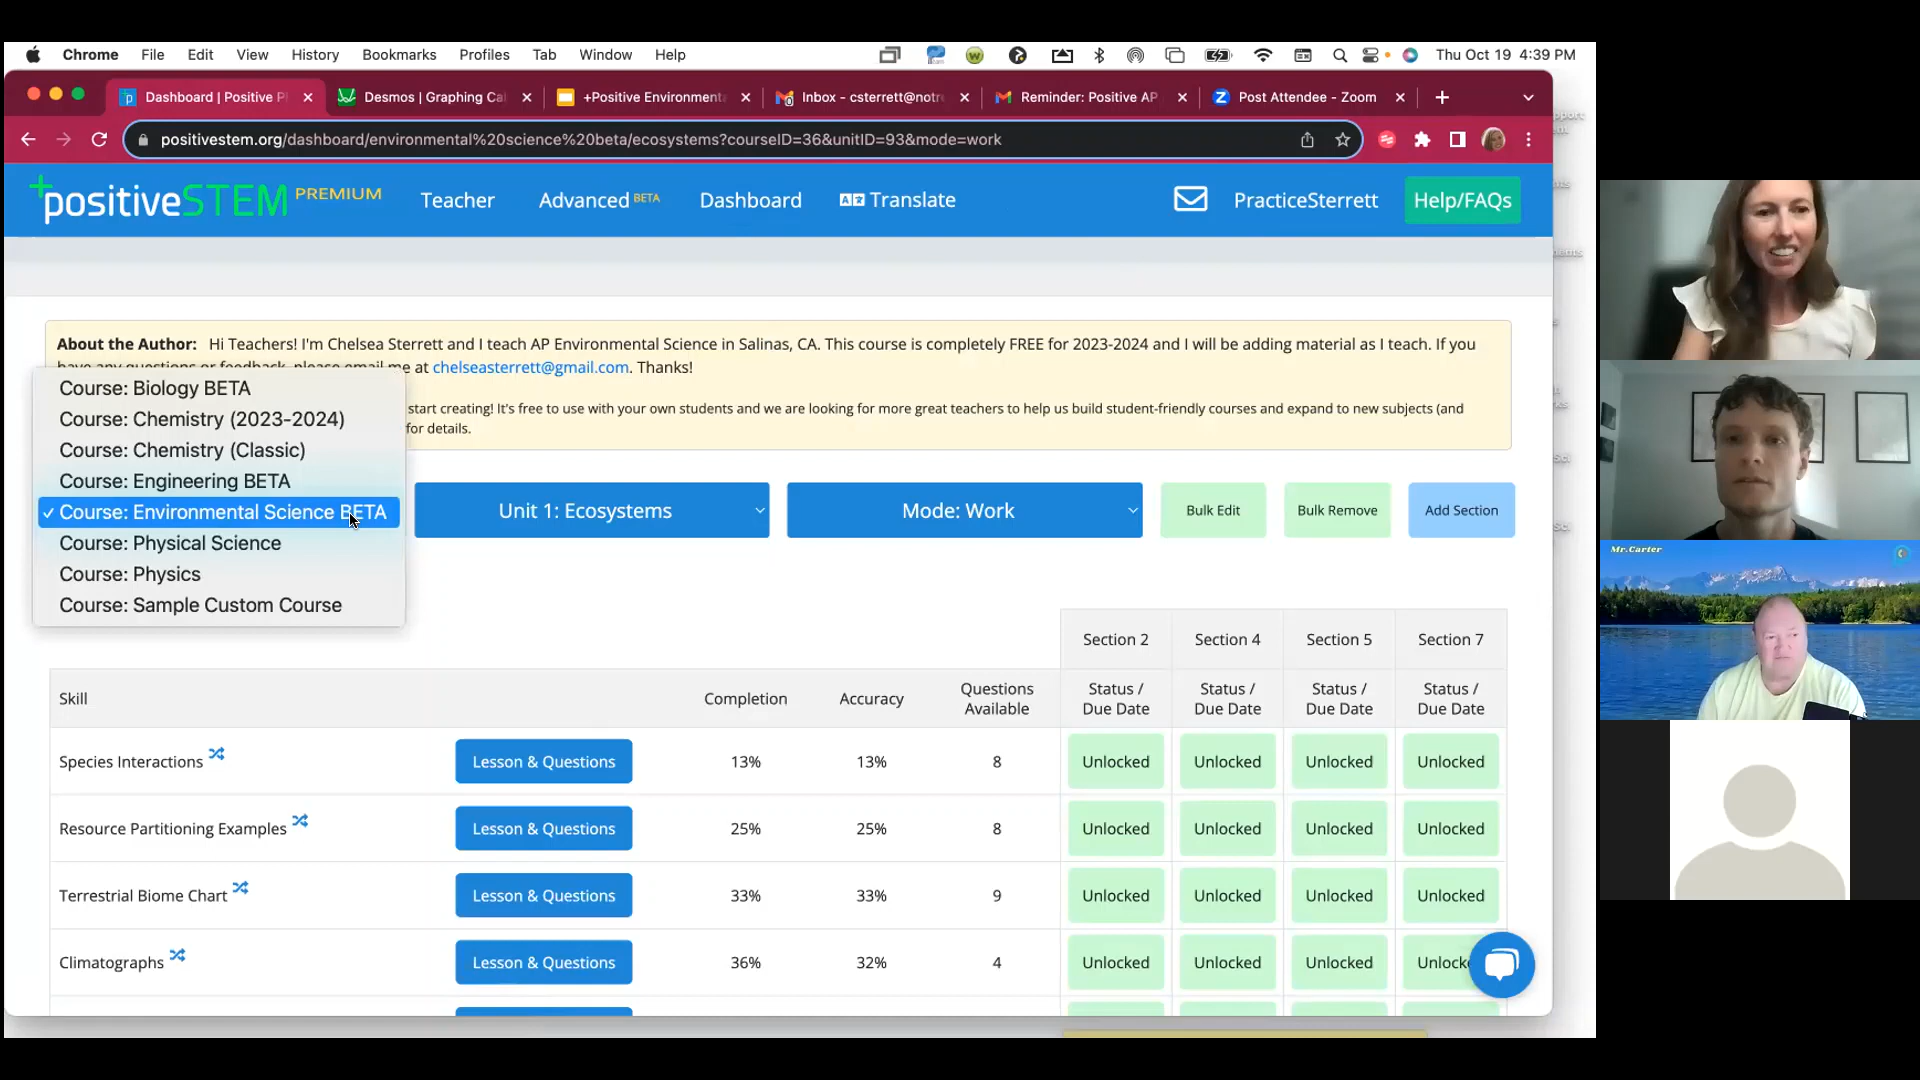 Chrome File Edit View History Bookmarks Profiles Tab Window Help Thu Oct 19 4:39 PM
Dashboard | Positive P Desmos | Graphing Cal +Positive Environment Inbox - csterrett@notr Reminder: Positive AP Post Attendee - Zoom
positivestem.org/dashboard/environmental%20science%20beta/ecosystems?courseID=36&unitID=93&mode=work
+positiveSTEM PREMIUM Teacher Advanced BETA Dashboard Translate PracticeSterrett Help/FAQs
About the Author: Hi Teachers! I'm Chelsea Sterrett and I teach AP Environmental Science in Salinas, CA. This course is completely FREE for 2023-2024 and I will be adding material as I teach. If you
have any questions or feedback, please email me at chelseasterrett@gmail.com. Thanks!
start creating! It's free to use with your own students and we are looking for more great teachers to help us build student-friendly courses and expand to new subjects (and
for details.
Course: Biology BETA
Course: Chemistry (2023-2024)
Course: Chemistry (Classic)
Course: Engineering BETA
✓ Course: Environmental Science BETA
Course: Physical Science
Course: Physics
Course: Sample Custom Course
Unit 1: Ecosystems Mode: Work Bulk Edit Bulk Remove Add Section
Section 2 Section 4 Section 5 Section 7
Skill Completion Accuracy Questions Available Status / Due Date Status / Due Date Status / Due Date Status / Due Date
Species Interactions Lesson & Questions 13% 13% 8 Unlocked Unlocked Unlocked Unlocked
Resource Partitioning Examples Lesson & Questions 25% 25% 8 Unlocked Unlocked Unlocked Unlocked
Terrestrial Biome Chart Lesson & Questions 33% 33% 9 Unlocked Unlocked Unlocked Unlocked
Climatographs Lesson & Questions 36% 32% 4 Unlocked Unlocked Unlocked Unlock
Mr.Carter